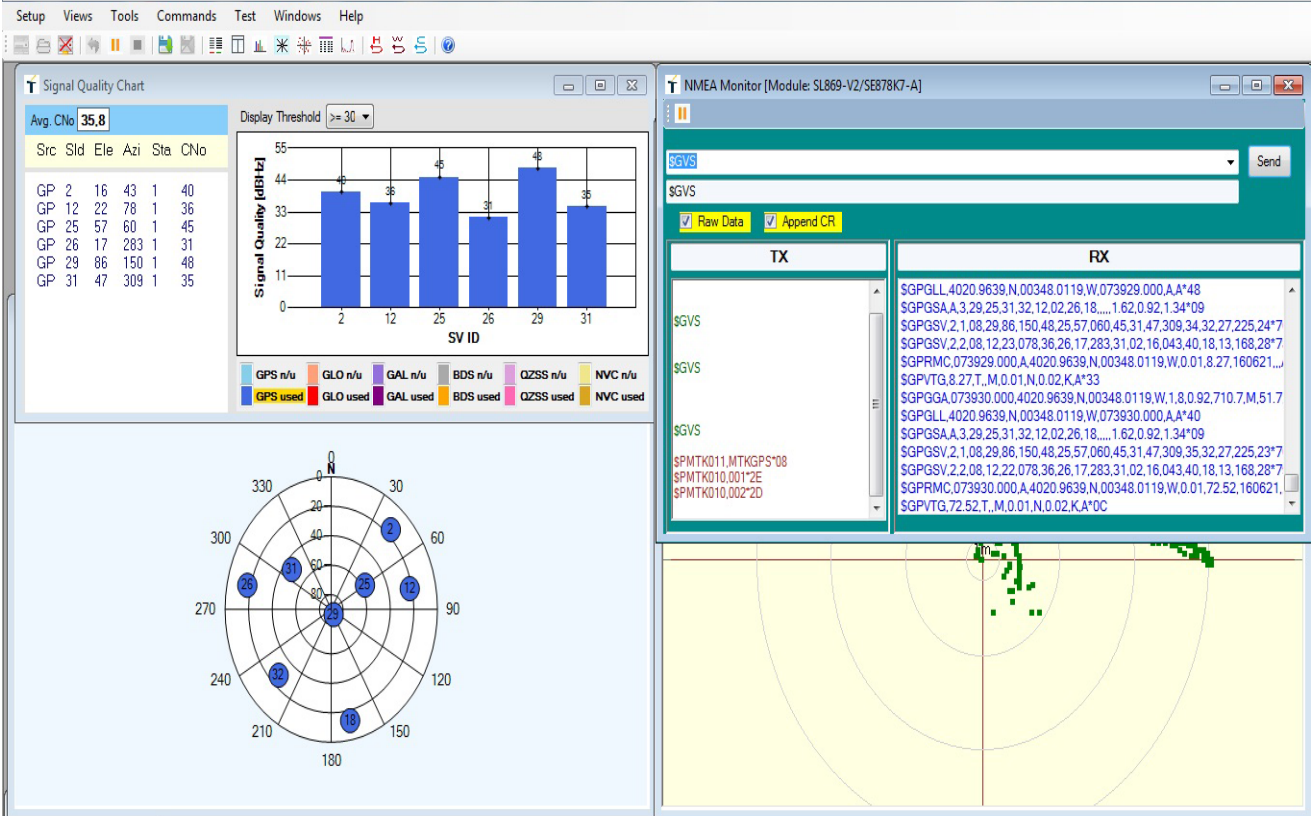 Setup Views Tools Commands Test Windows Help
Signal Quality Chart
Avg. CNo 35,8
Src Sld Ele Azi Sta CNo
GP 2 16 43 1 40
GP 12 22 78 1 36
GP 25 57 60 1 45
GP 26 17 283 1 31
GP 29 86 150 1 48
GP 31 47 309 1 35
Display Threshold >= 30
Signal Quality [dBHz]
55
44
33
22
11
0
40 36 45 31 48 35
2 12 25 26 29 31
SV ID
GPS n/u GLO n/u GAL n/u BDS n/u QZSS n/u NVC n/u
GPS used GLO used GAL used BDS used QZSS used NVC used
0
N
0
20
40
60
80
30
60
90
120
150
180
210
240
270
300
330
2
31
26
25
12
29
32
18
NMEA Monitor [Module: SL869-V2/SE878K7-A]
$GVS
Send
$GVS
Raw Data Append CR
TX
$GVS
$GVS
$GVS
$PMTK011,MTKGPS*08
$PMTK010,001*2E
$PMTK010,002*2D
RX
$GPGLL,4020.9639,N,00348.0119,W,073929.000,A,A*48
$GPGSA,A,3,29,25,31,32,12,02,26,18,,,,,1.62,0.92,1.34*09
$GPGSV,2,1,08,29,86,150,48,25,57,060,45,31,47,309,34,32,27,225,24*7
$GPGSV,2,2,08,12,23,078,36,26,17,283,31,02,16,043,40,18,13,168,28*7
$GPRMC,073929.000,A,4020.9639,N,00348.0119,W,0.01,8.27,160621,,,
$GPVTG,8.27,T,,M,0.01,N,0.02,K,A*33
$GPGGA,073930.000,4020.9639,N,00348.0119,W,1,8,0.92,710.7,M,51.7
$GPGLL,4020.9639,N,00348.0119,W,073930.000,A,A*40
$GPGSA,A,3,29,25,31,32,12,02,26,18,,,,,1.62,0.92,1.34*09
$GPGSV,2,1,08,29,86,150,48,25,57,060,45,31,47,309,35,32,27,225,23*7
$GPGSV,2,2,08,12,22,078,36,26,17,283,31,02,16,043,40,18,13,168,28*7
$GPRMC,073930.000,A,4020.9639,N,00348.0119,W,0.01,72.52,160621,
$GPVTG,72.52,T,,M,0.01,N,0.02,K,A*0C
m